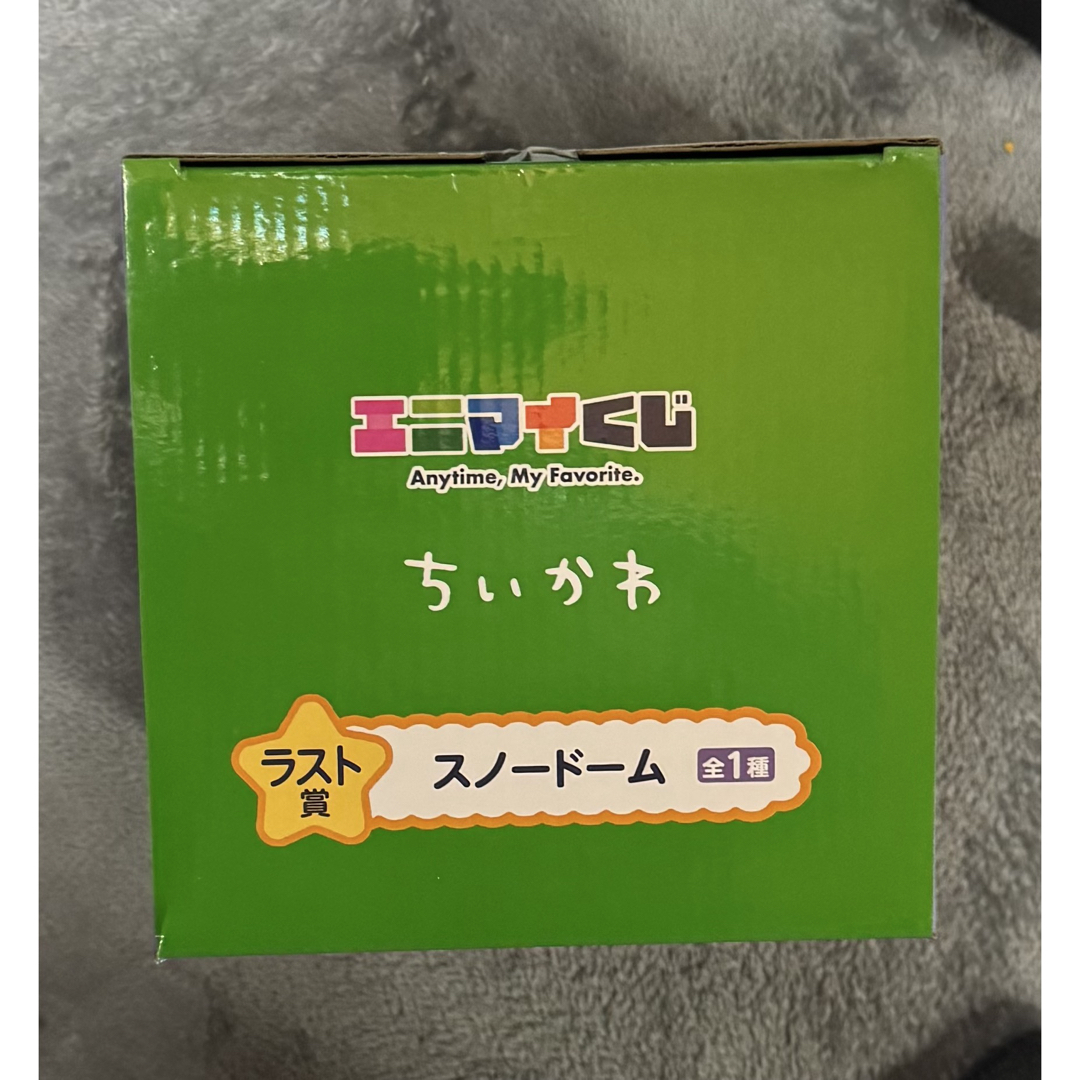 エニマイくじ
Anytime, My Favorite.
ちいかわ
ラスト賞
スノードーム 全1種